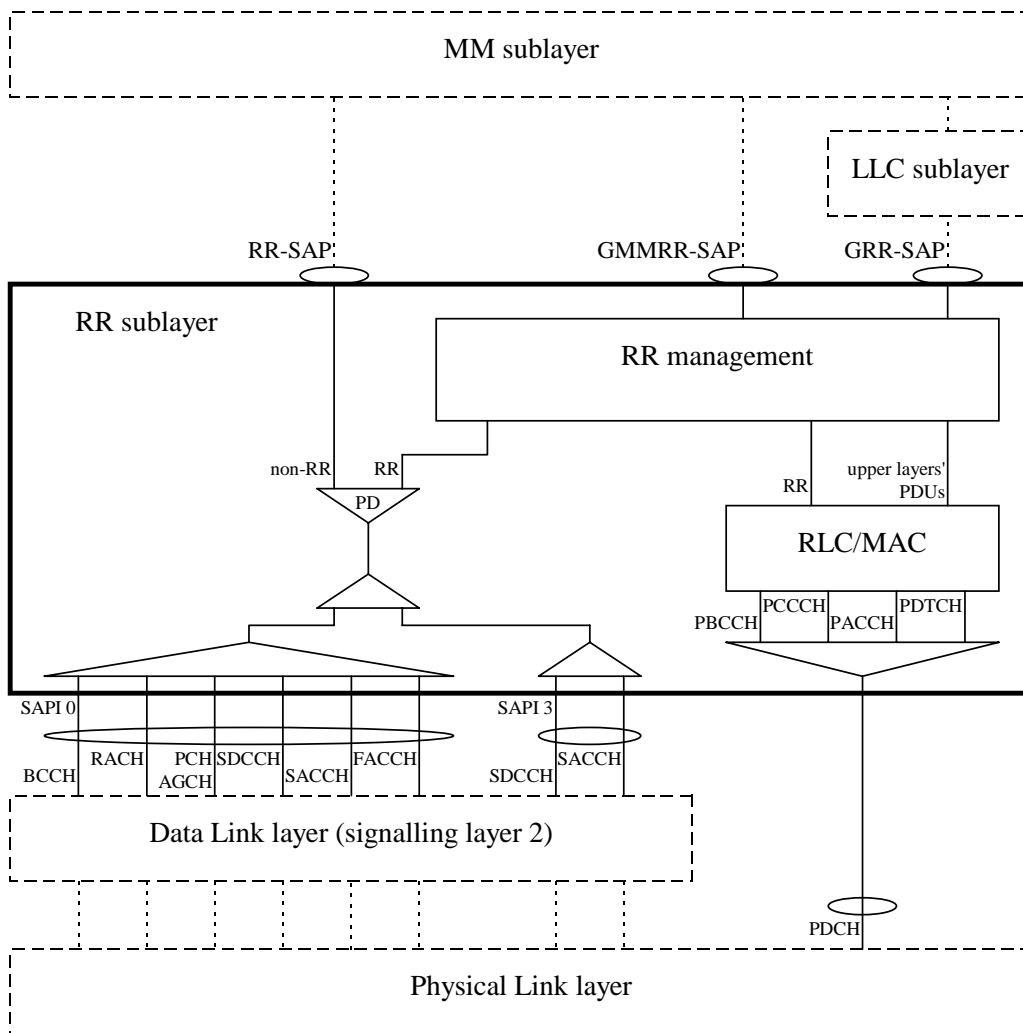 MM sublayer
LLC sublayer
RR-SAP
GMMRR-SAP
GRR-SAP
RR sublayer
RR management
non-RR
RR
PD
RR
upper layers'
PDUs
RLC/MAC
PBCCH
PCCCH
PACCH
PDTCH
SAPI 0
SAPI 3
BCCH
RACH
PCH
AGCH
SDCCH
SACCH
FACCH
SDCCH
SACCH
Data Link layer (signalling layer 2)
PDCH
Physical Link layer